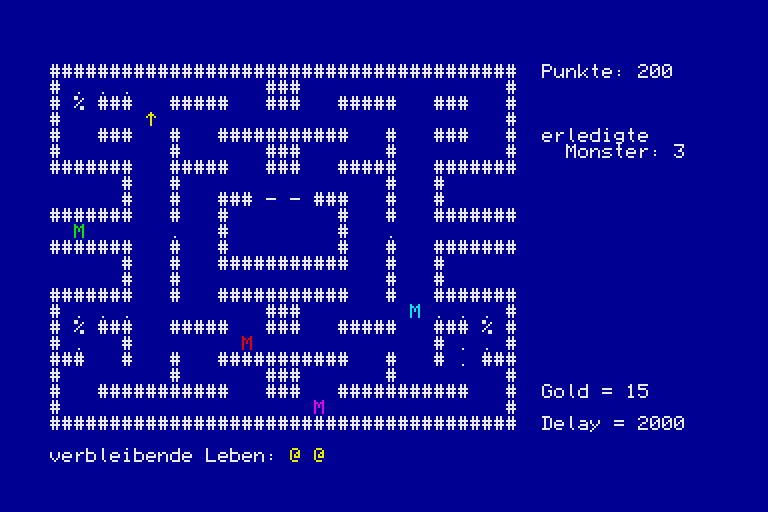 Punkte: 200
erledigte
Monster: 3
M
M
M
M
Gold = 15
Delay = 2000
verbleibende Leben: @ @